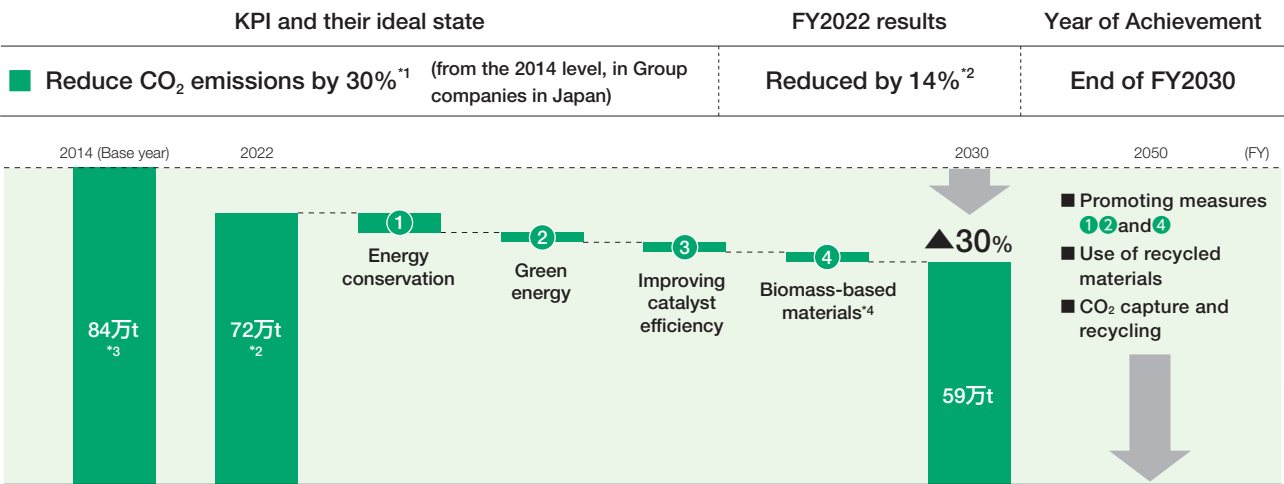 KPI and their ideal state
FY2022 results
Year of Achievement
Reduce CO₂ emissions by 30%*1
(from the 2014 level, in Group
companies in Japan)
Reduced by 14%*2
End of FY2030
2014 (Base year)
2022
2030
2050
(FY)
84万t
*3
72万t
*2
1
Energy
conservation
2
Green
energy
3
Improving
catalyst
efficiency
4
Biomass-based
materials*4
▲30%
59万t
■ Promoting measures
❶❷and❹
■ Use of recycled
materials
■ CO₂ capture and
recycling